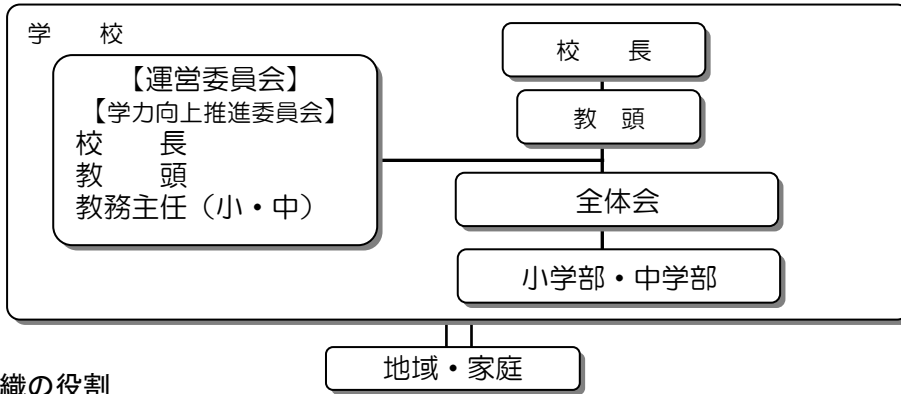 学　校
【運営委員会】
【学力向上推進委員会】
校　　長
教　　頭
教務主任（小・中）
校　長
教　頭
全体会
小学部・中学部
地域・家庭
織の役割